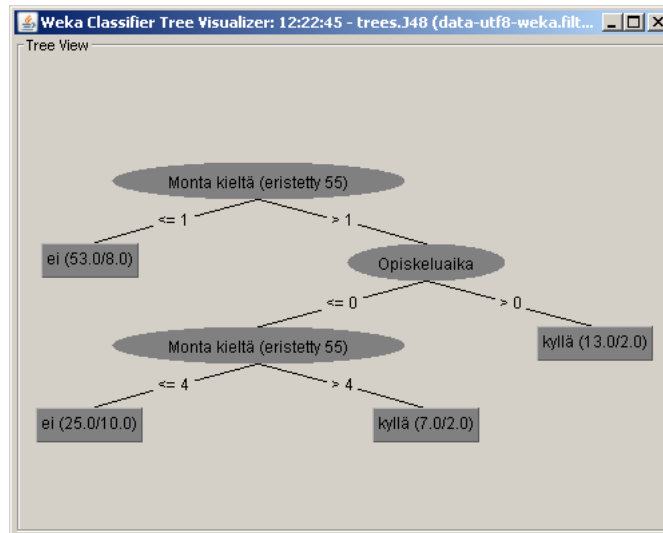 Weka Classifier Tree Visualizer: 12:22:45 - trees.J48 (data-utf8-weka.filt...
Tree View
Monta kieltä (eristetty 55)
<= 1
> 1
ei (53.0/8.0)
Opiskeluaika
<= 0
> 0
Monta kieltä (eristetty 55)
kyllä (13.0/2.0)
<= 4
> 4
ei (25.0/10.0)
kyllä (7.0/2.0)